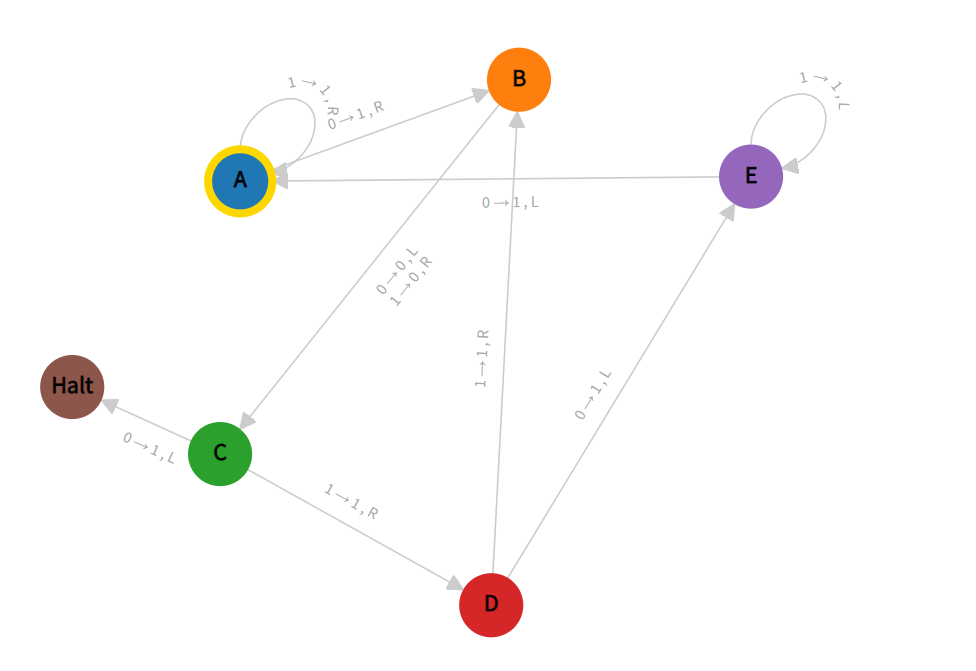 B
1→1,R
1→1,L
0→1,R
E
A
0→1,L
0→0,L
1→0,R
1→1,R
Halt
0→1,L
0→1,L
C
1→1,R
D